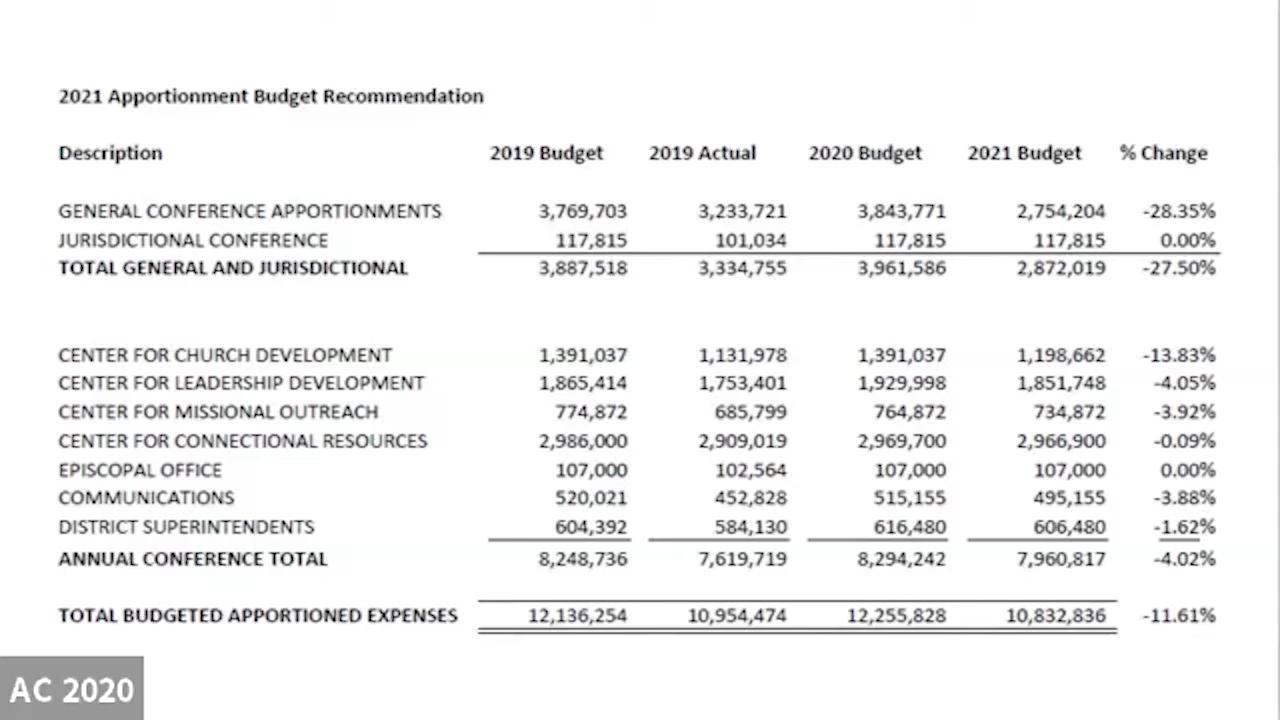 2021 Apportionment Budget Recommendation
Description 2019 Budget 2019 Actual 2020 Budget 2021 Budget % Change
GENERAL CONFERENCE APPORTIONMENTS 3,769,703 3,233,721 3,843,771 2,754,204 -28.35%
JURISDICTIONAL CONFERENCE 117,815 101,034 117,815 117,815 0.00%
TOTAL GENERAL AND JURISDICTIONAL 3,887,518 3,334,755 3,961,586 2,872,019 -27.50%
CENTER FOR CHURCH DEVELOPMENT 1,391,037 1,131,978 1,391,037 1,198,662 -13.83%
CENTER FOR LEADERSHIP DEVELOPMENT 1,865,414 1,753,401 1,929,998 1,851,748 -4.05%
CENTER FOR MISSIONAL OUTREACH 774,872 685,799 764,872 734,872 -3.92%
CENTER FOR CONNECTIONAL RESOURCES 2,986,000 2,909,019 2,969,700 2,966,900 -0.09%
EPISCOPAL OFFICE 107,000 102,564 107,000 107,000 0.00%
COMMUNICATIONS 520,021 452,828 515,155 495,155 -3.88%
DISTRICT SUPERINTENDENTS 604,392 584,130 616,480 606,480 -1.62%
ANNUAL CONFERENCE TOTAL 8,248,736 7,619,719 8,294,242 7,960,817 -4.02%
TOTAL BUDGETED APPORTIONED EXPENSES 12,136,254 10,954,474 12,255,828 10,832,836 -11.61%
AC 2020